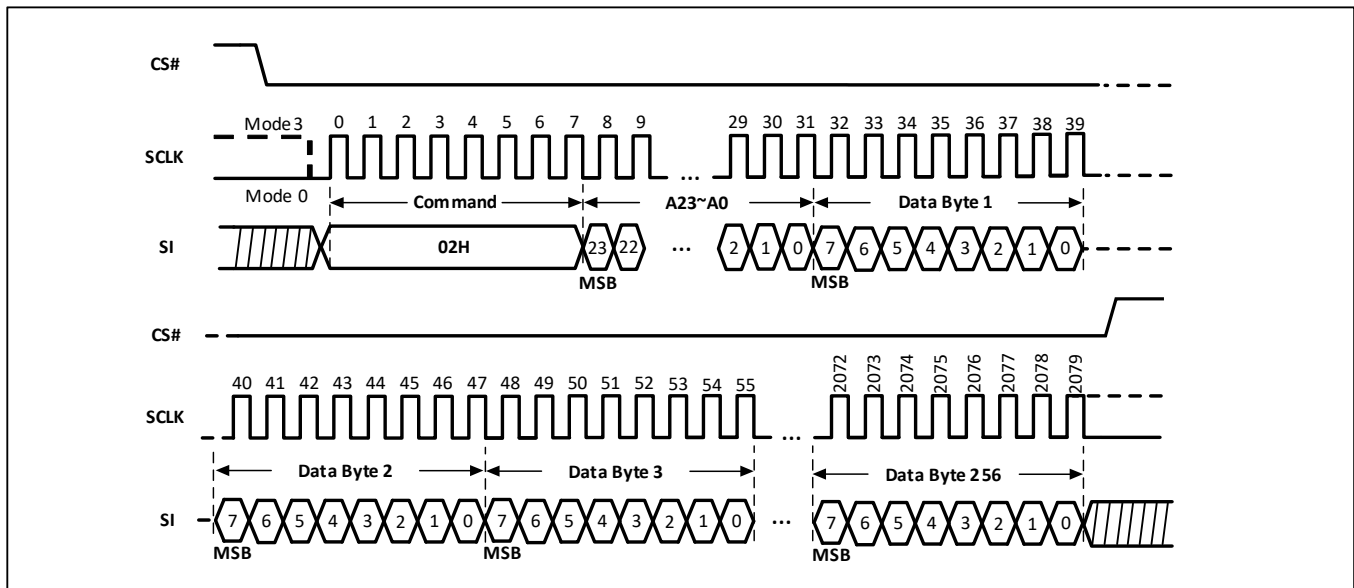 CS#
Mode 3
0 1 2 3 4 5 6 7 8 9 29 30 31 32 33 34 35 36 37 38 39
SCLK
...
Mode 0
Command A23~A0 Data Byte 1
SI
02H 23 22 ... 2 1 0 7 6 5 4 3 2 1 0
MSB MSB
CS#
40 41 42 43 44 45 46 47 48 49 50 51 52 53 54 55 2072 2073 2074 2075 2076 2077 2078 2079
SCLK
...
Data Byte 2 Data Byte 3 Data Byte 256
SI
7 6 5 4 3 2 1 0 7 6 5 4 3 2 1 0 ... 7 6 5 4 3 2 1 0
MSB MSB MSB